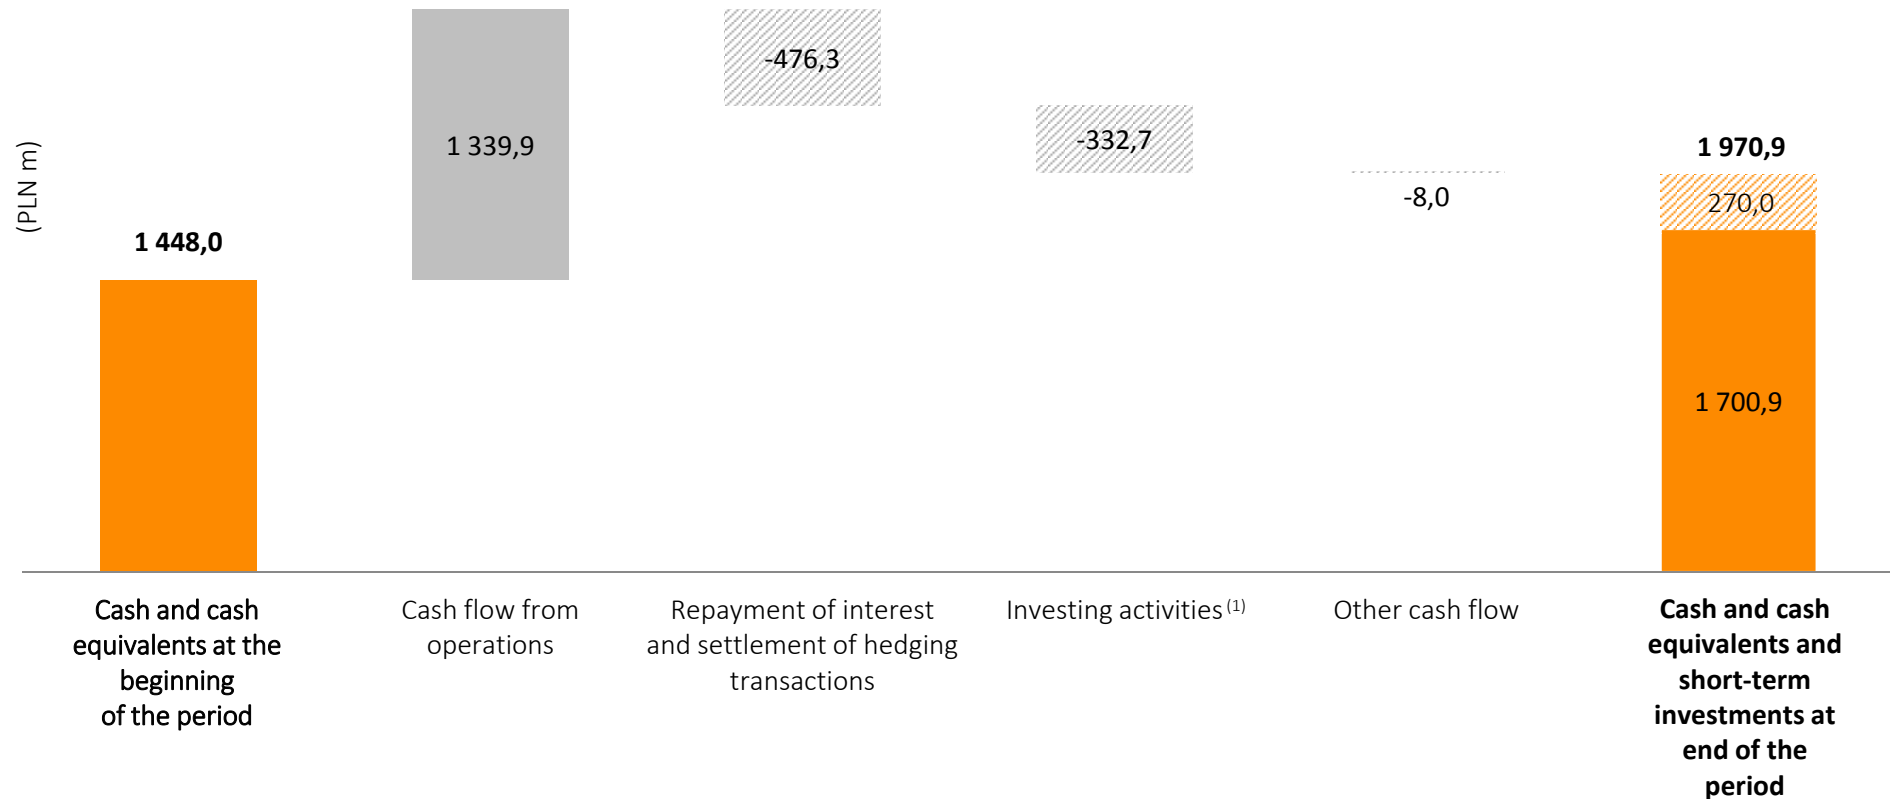 (PLN m)
1 448,0
1 339,9
-476,3
-332,7
-8,0
1 970,9
270,0
1 700,9
Cash and cash
equivalents at the
beginning
of the period
Cash flow from
operations
Repayment of interest
and settlement of hedging
transactions
Investing activities (1)
Other cash flow
Cash and cash
equivalents and
short-term
investments at
end of the
period